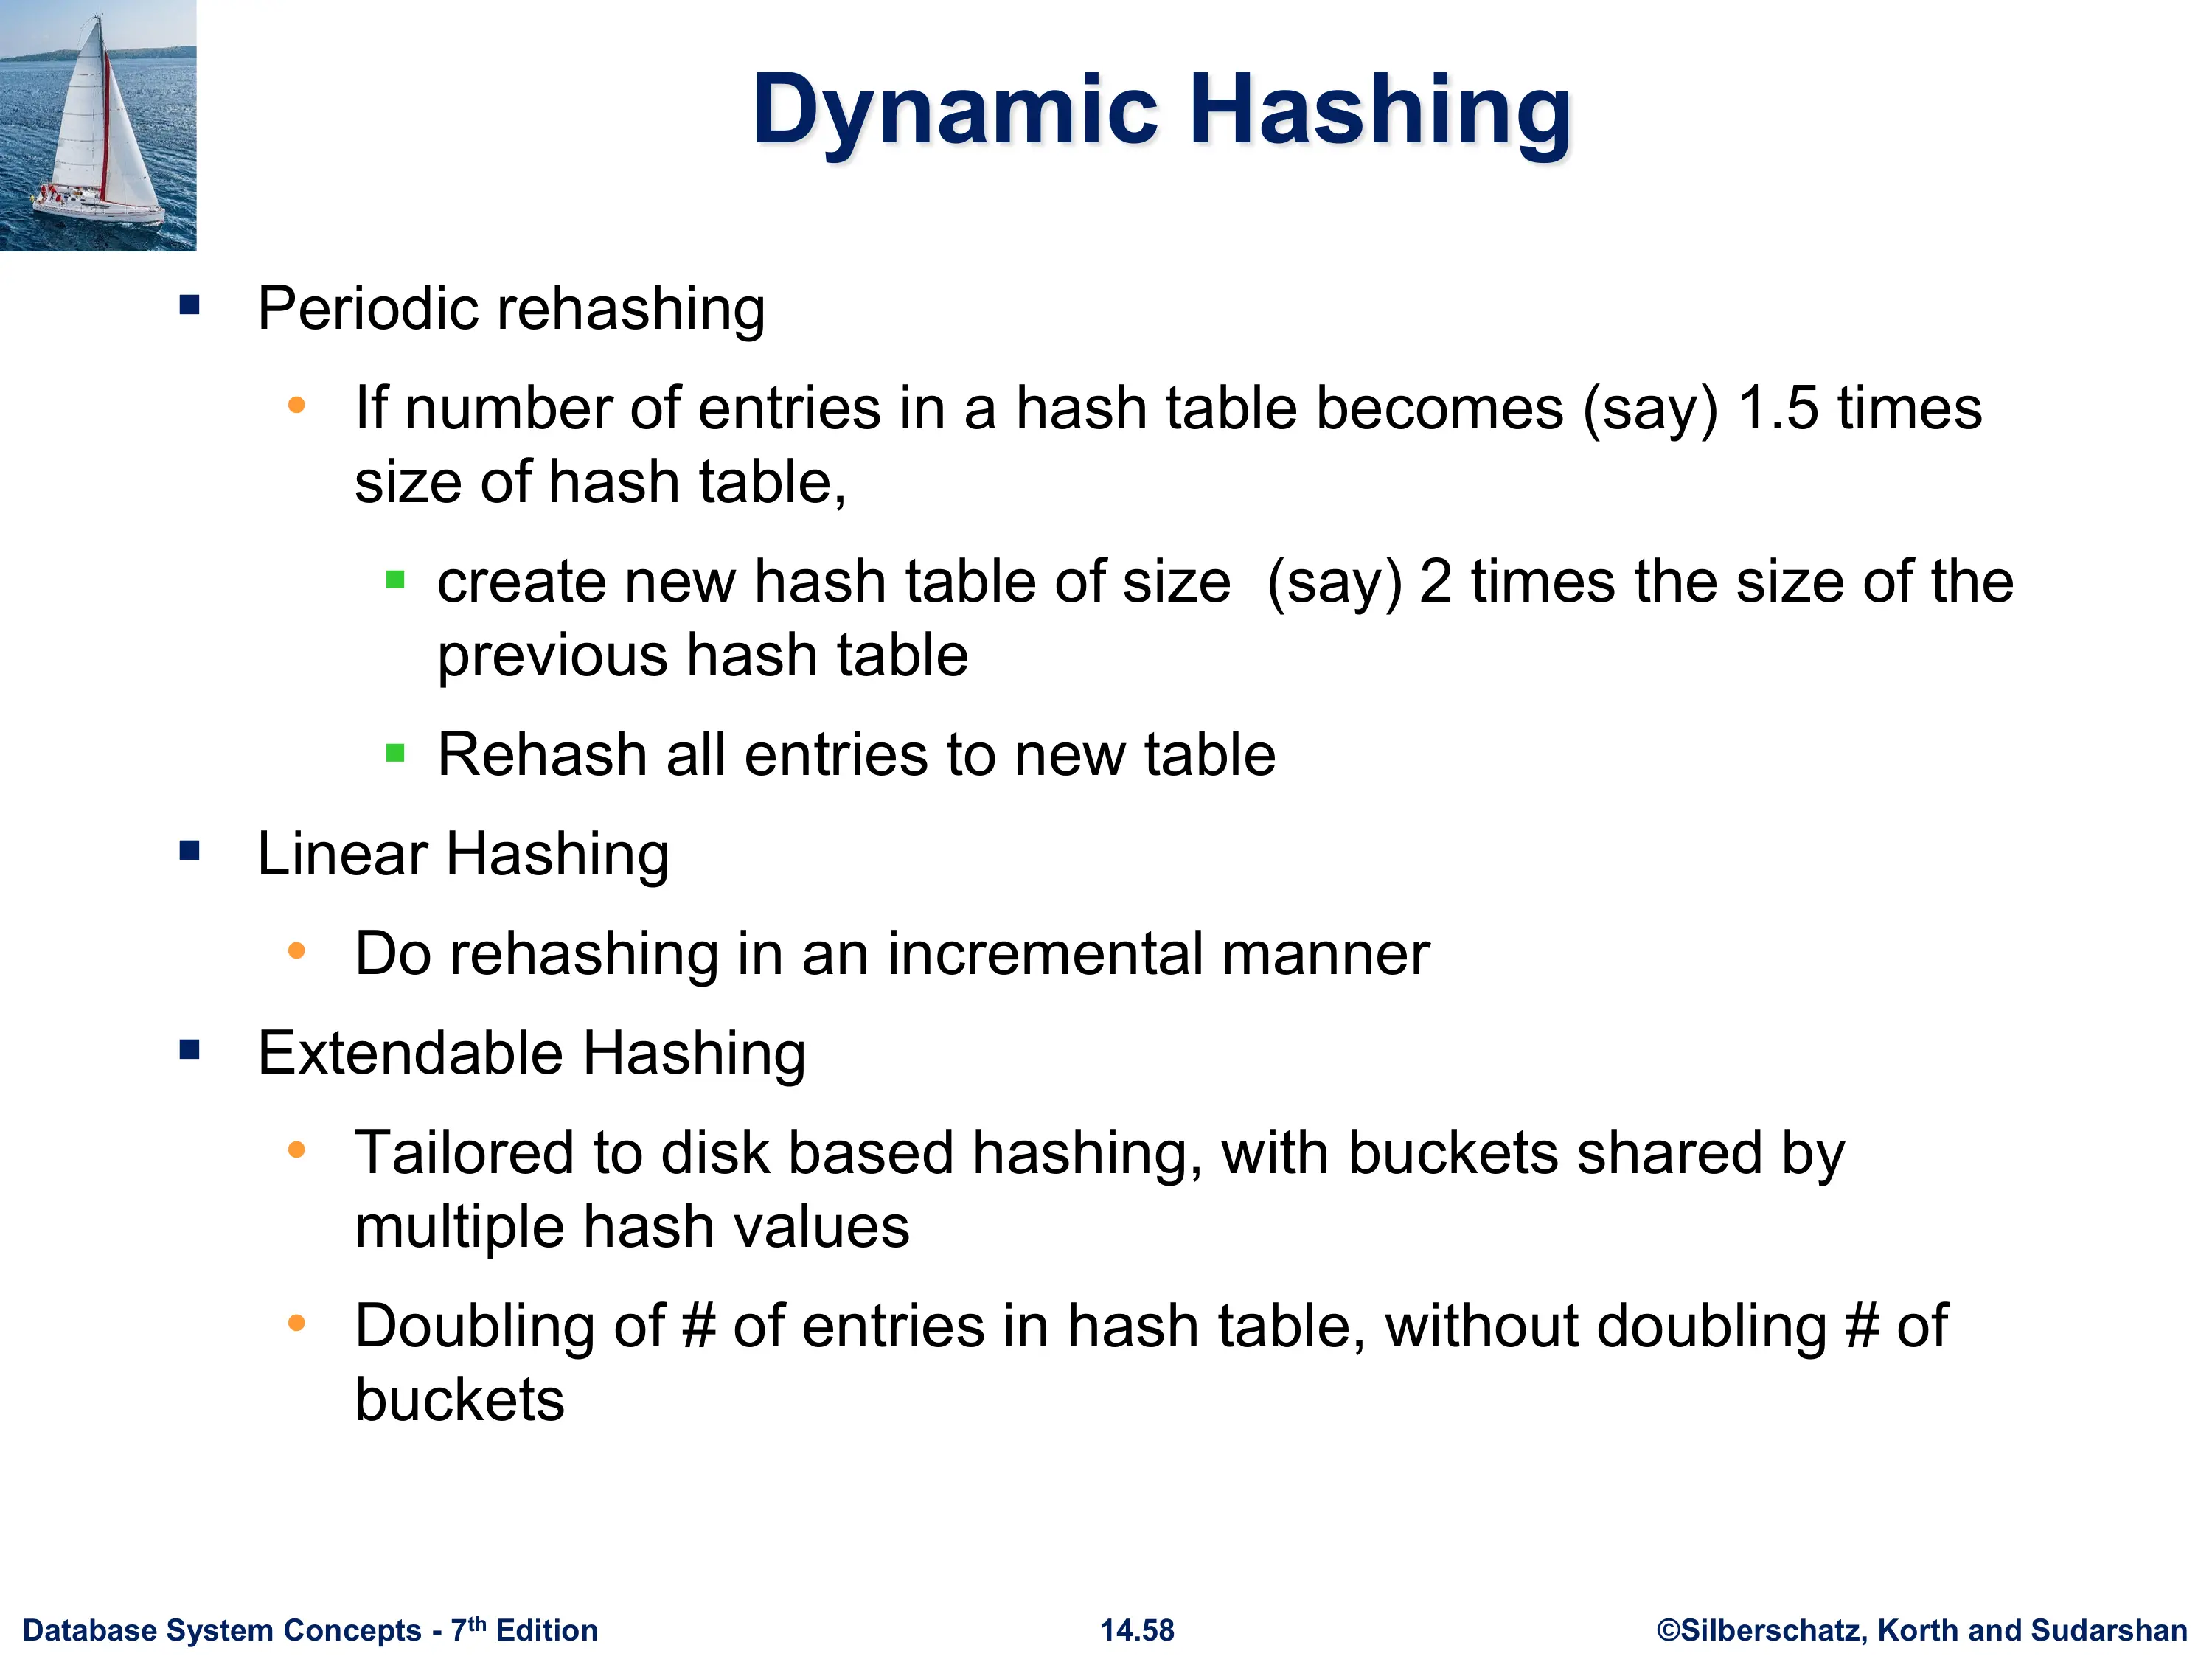 Dynamic Hashing
Periodic rehashing
If number of entries in a hash table becomes (say) 1.5 times
size of hash table,
create new hash table of size  (say) 2 times the size of the
previous hash table
Rehash all entries to new table
Linear Hashing
Do rehashing in an incremental manner
Extendable Hashing
Tailored to disk based hashing, with buckets shared by
multiple hash values
Doubling of # of entries in hash table, without doubling # of
buckets
Database System Concepts - 7th Edition
14.58
©Silberschatz, Korth and Sudarshan